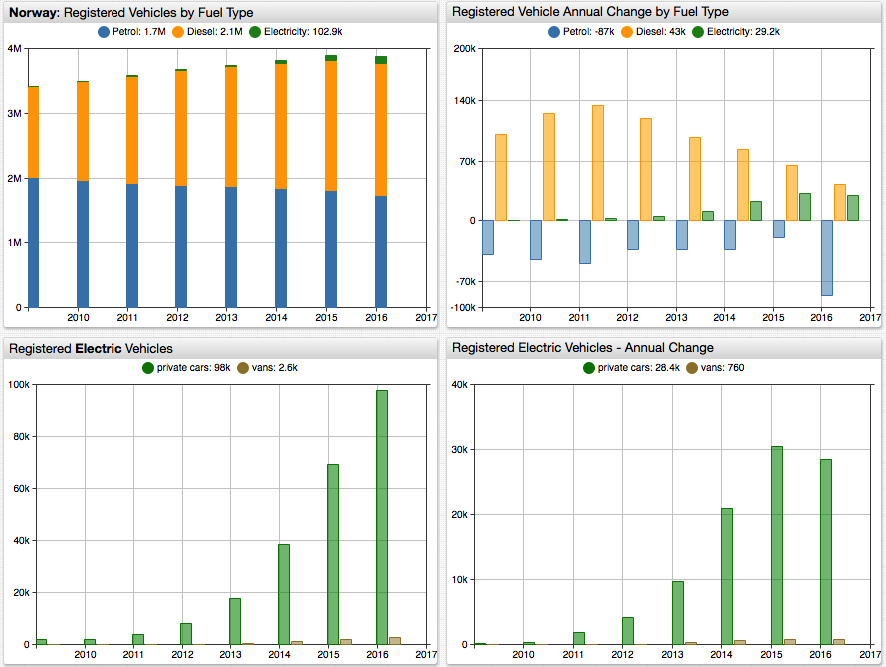 Norway: Registered Vehicles by Fuel Type
Petrol: 1.7M Diesel: 2.1M Electricity: 102.9k
4M
3M
2M
1M
0
2010 2011 2012 2013 2014 2015 2016 2017
Registered Vehicle Annual Change by Fuel Type
Petrol: -87k Diesel: 43k Electricity: 29.2k
200k
140k
70k
0
-70k
-100k
2010 2011 2012 2013 2014 2015 2016 2017
Registered Electric Vehicles
private cars: 98k vans: 2.6k
100k
80k
60k
40k
20k
0
2010 2011 2012 2013 2014 2015 2016 2017
Registered Electric Vehicles - Annual Change
private cars: 28.4k vans: 760
40k
30k
20k
10k
0
2010 2011 2012 2013 2014 2015 2016 2017